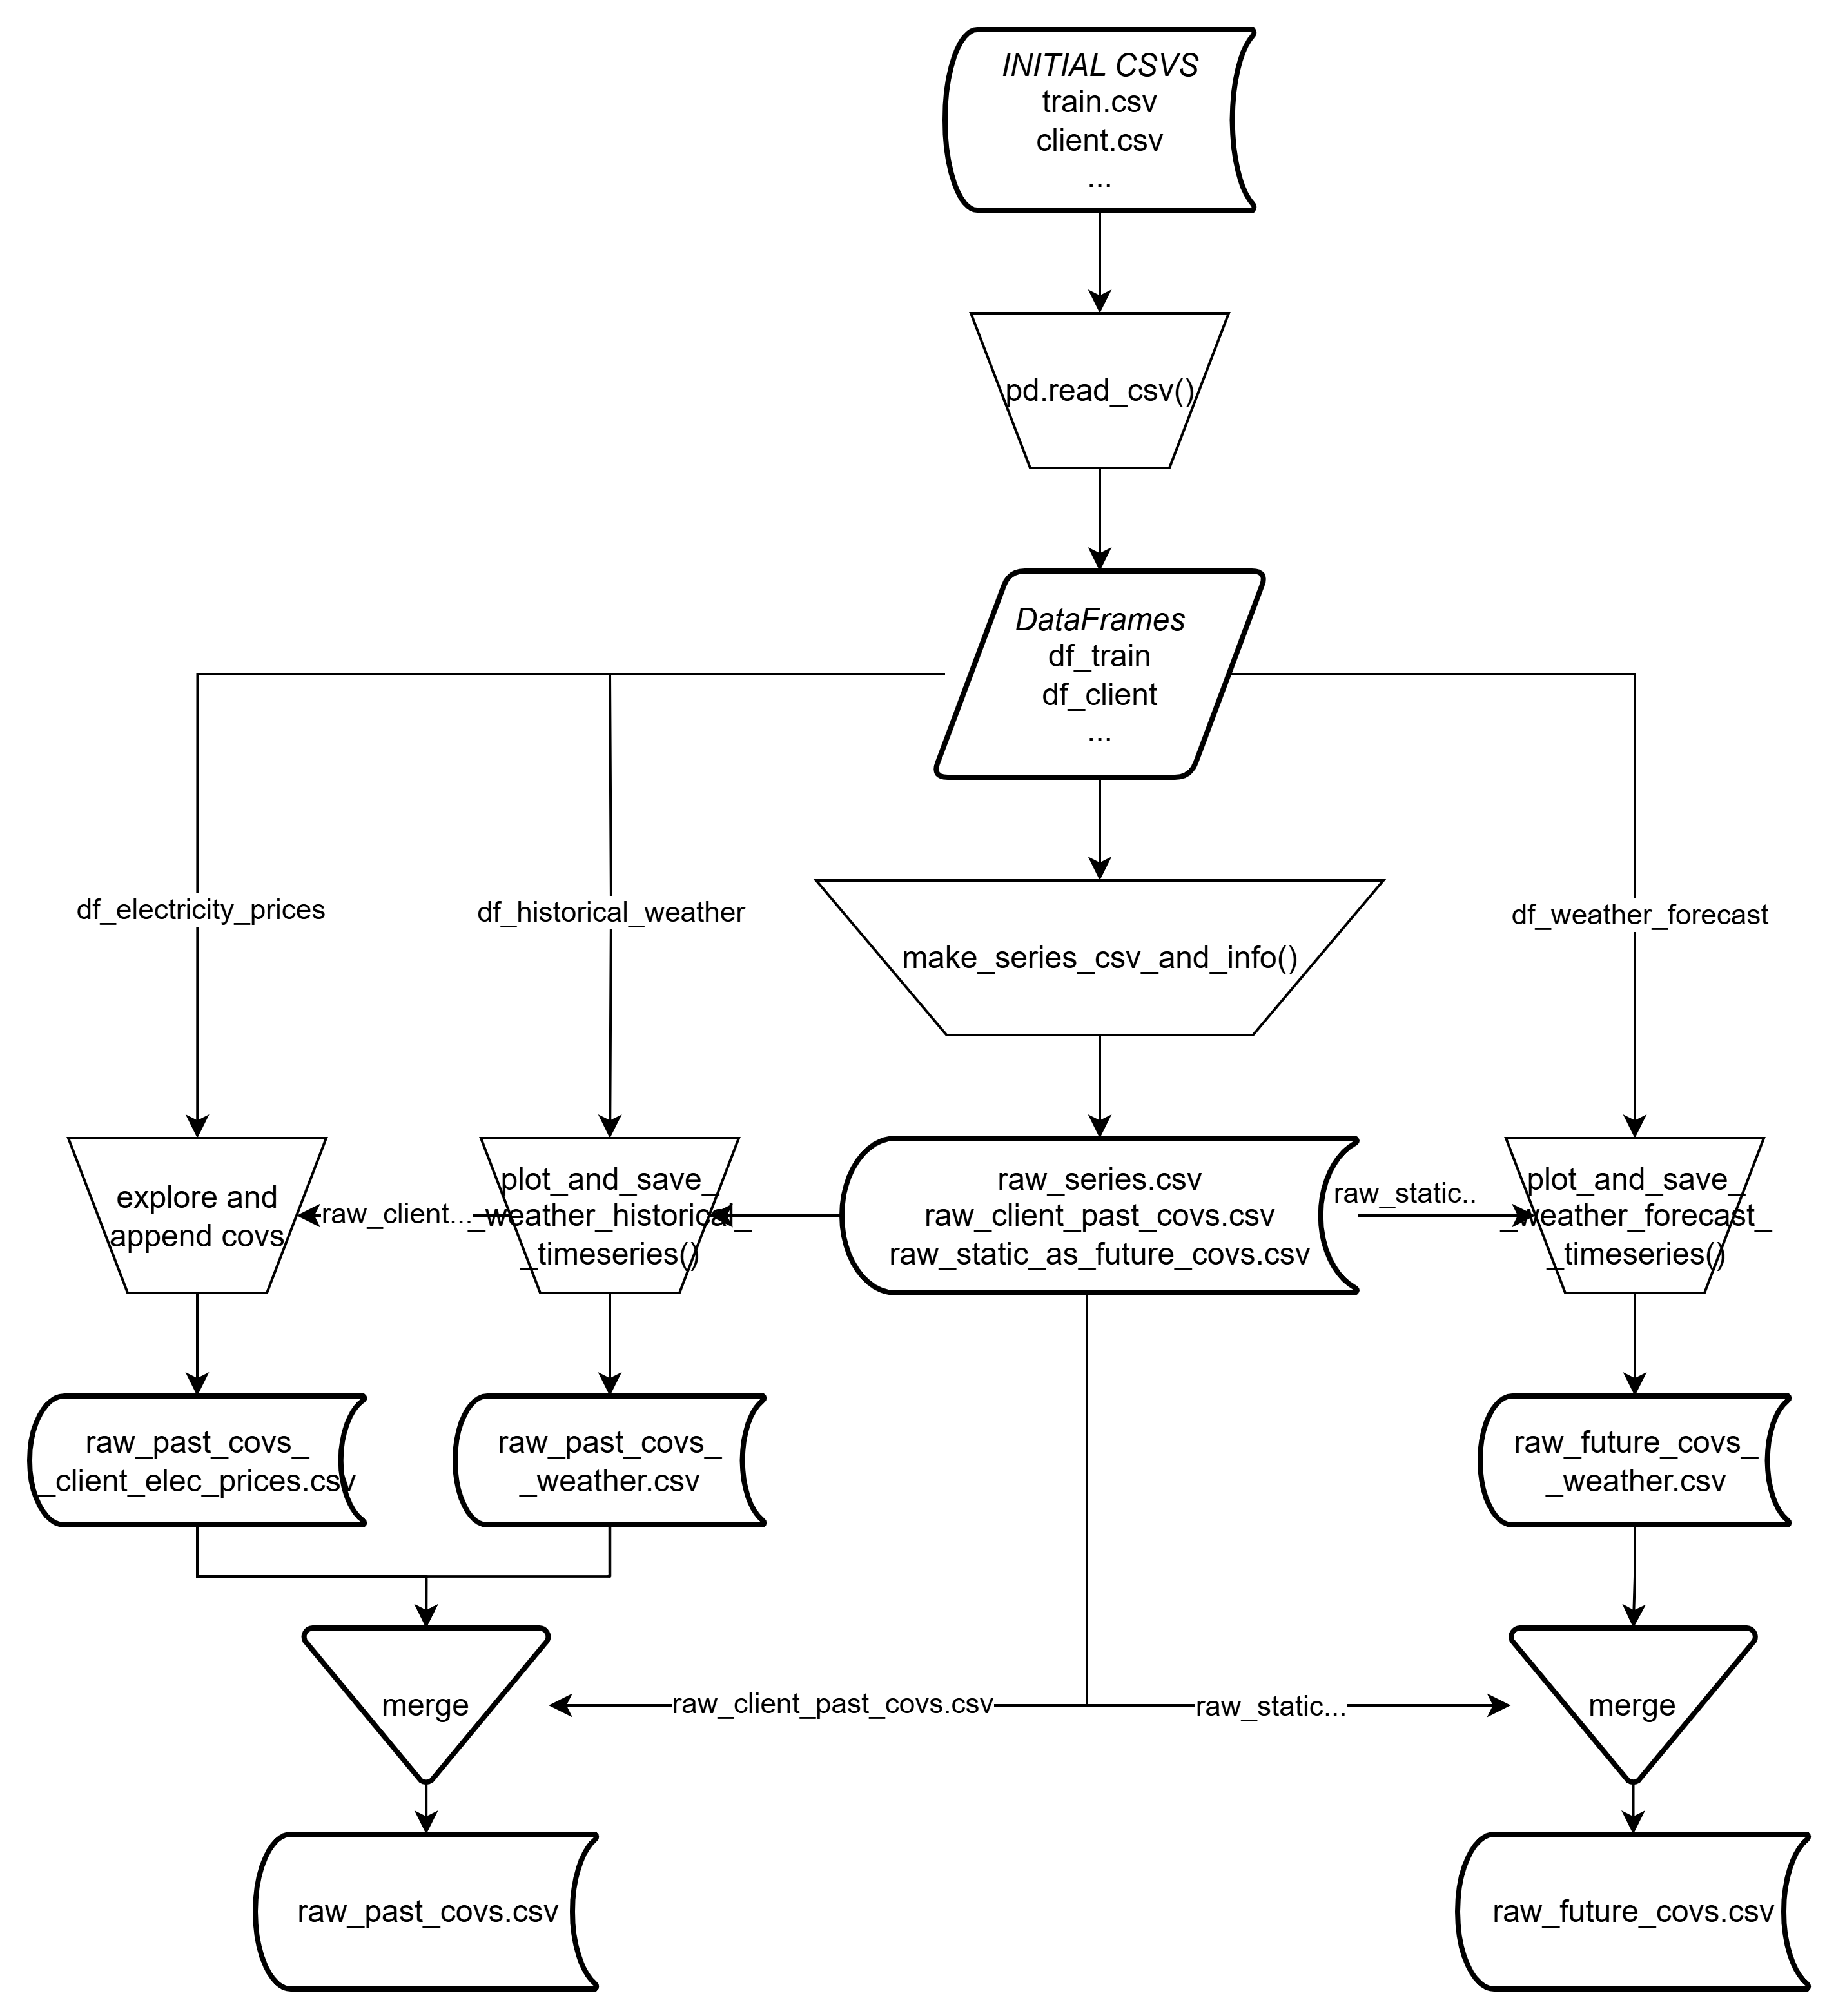 INITIAL CSVS
train.csv
client.csv
...
pd.read_csv()
DataFrames
df_train
df_client
...
df_electricity_prices
df_historical_weather
df_weather_forecast
make_series_csv_and_info()
explore and
append covs
raw_client...
plot_and_save_
_weather_historical_
_timeseries()
raw_series.csv
raw_client_past_covs.csv
raw_static_as_future_covs.csv
raw_static..
plot_and_save_
_weather_forecast_
_timeseries()
raw_past_covs_
_client_elec_prices.csv
raw_past_covs_
_weather.csv
raw_future_covs_
_weather.csv
merge
raw_client_past_covs.csv
raw_static...
merge
raw_past_covs.csv
raw_future_covs.csv